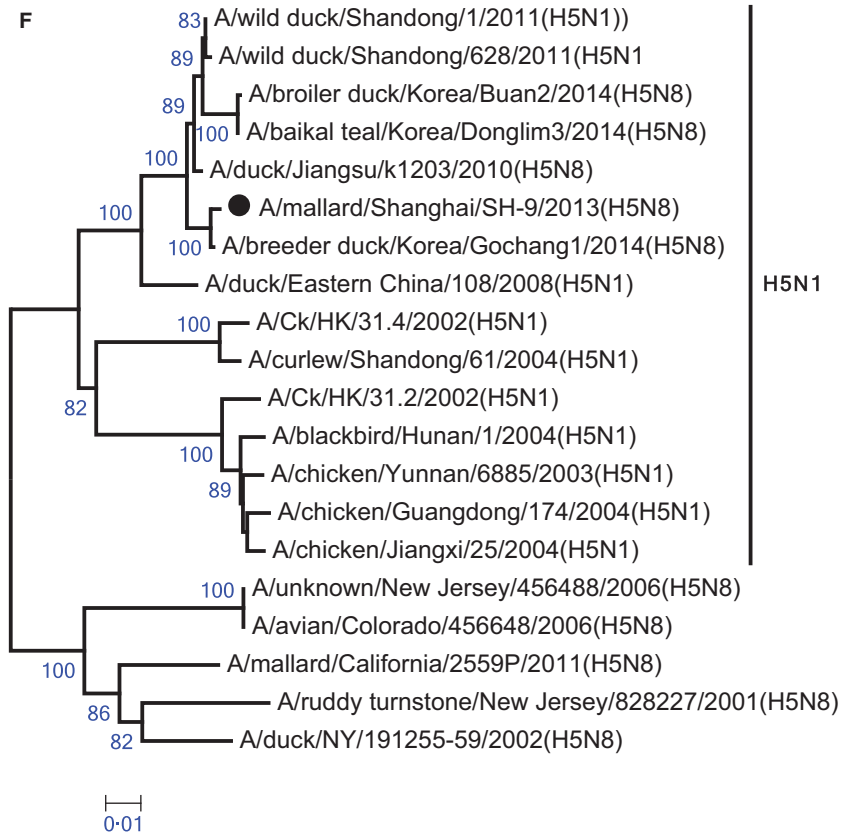 F
83
A/wild duck/Shandong/1/2011(H5N1))
89
A/wild duck/Shandong/628/2011(H5N1
89
A/broiler duck/Korea/Buan2/2014(H5N8)
100
A/baikal teal/Korea/Donglim3/2014(H5N8)
100
A/duck/Jiangsu/k1203/2010(H5N8)
100
A/mallard/Shanghai/SH-9/2013(H5N8)
100
A/breeder duck/Korea/Gochang1/2014(H5N8)
A/duck/Eastern China/108/2008(H5N1)
H5N1
100
A/Ck/HK/31.4/2002(H5N1)
A/curlew/Shandong/61/2004(H5N1)
82
A/Ck/HK/31.2/2002(H5N1)
A/blackbird/Hunan/1/2004(H5N1)
100
A/chicken/Yunnan/6885/2003(H5N1)
89
A/chicken/Guangdong/174/2004(H5N1)
A/chicken/Jiangxi/25/2004(H5N1)
100
A/unknown/New Jersey/456488/2006(H5N8)
A/avian/Colorado/456648/2006(H5N8)
100
A/mallard/California/2559P/2011(H5N8)
A/ruddy turnstone/New Jersey/828227/2001(H5N8)
86
82
A/duck/NY/191255-59/2002(H5N8)
0·01